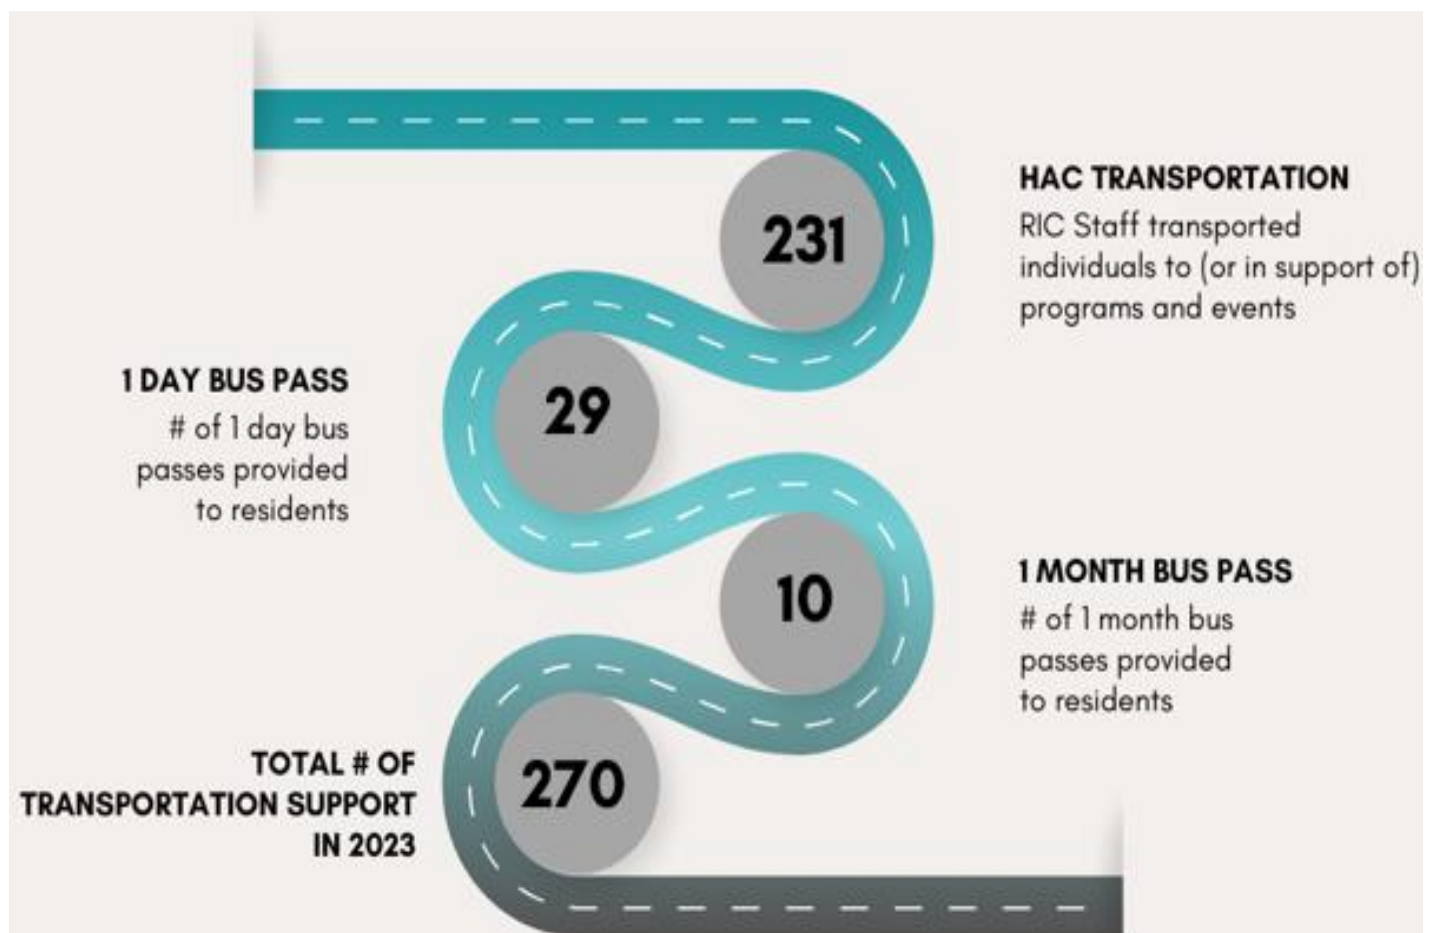 231
HAC TRANSPORTATION
RIC Staff transported
individuals to (or in support of)
programs and events
1 DAY BUS PASS
# of 1 day bus
passes provided
to residents
29
10
1 MONTH BUS PASS
# of 1 month bus
passes provided
to residents
TOTAL # OF
TRANSPORTATION SUPPORT
IN 2023
270